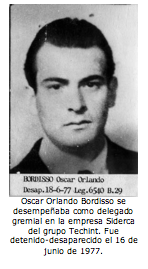 BORDISSO Oscar Orlando
Desap.18-6-77 Leg.6540 B.29
Oscar Orlando Bordisso se
desempeñaba como delegado
gremial en la empresa Siderca
del grupo Techint. Fue
detenido-desaparecido el 16 de
junio de 1977.